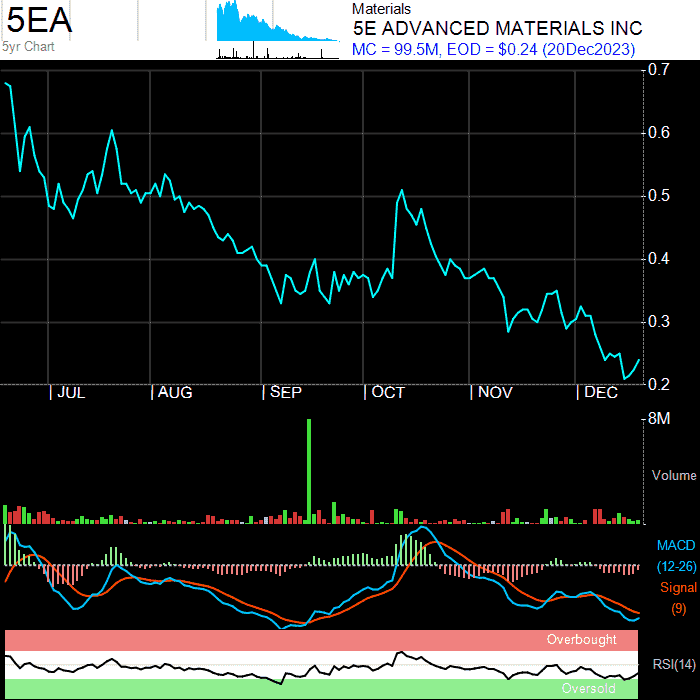 5EA
5yr Chart
Materials
5E ADVANCED MATERIALS INC
MC = 99.5M, EOD = $0.24 (20Dec2023)
0.7
0.6
0.5
0.4
0.3
0.2
| JUL | AUG | SEP | OCT | NOV | DEC
8M
Volume
MACD
(12-26)
Signal
(9)
Overbought
RSI(14)
Oversold